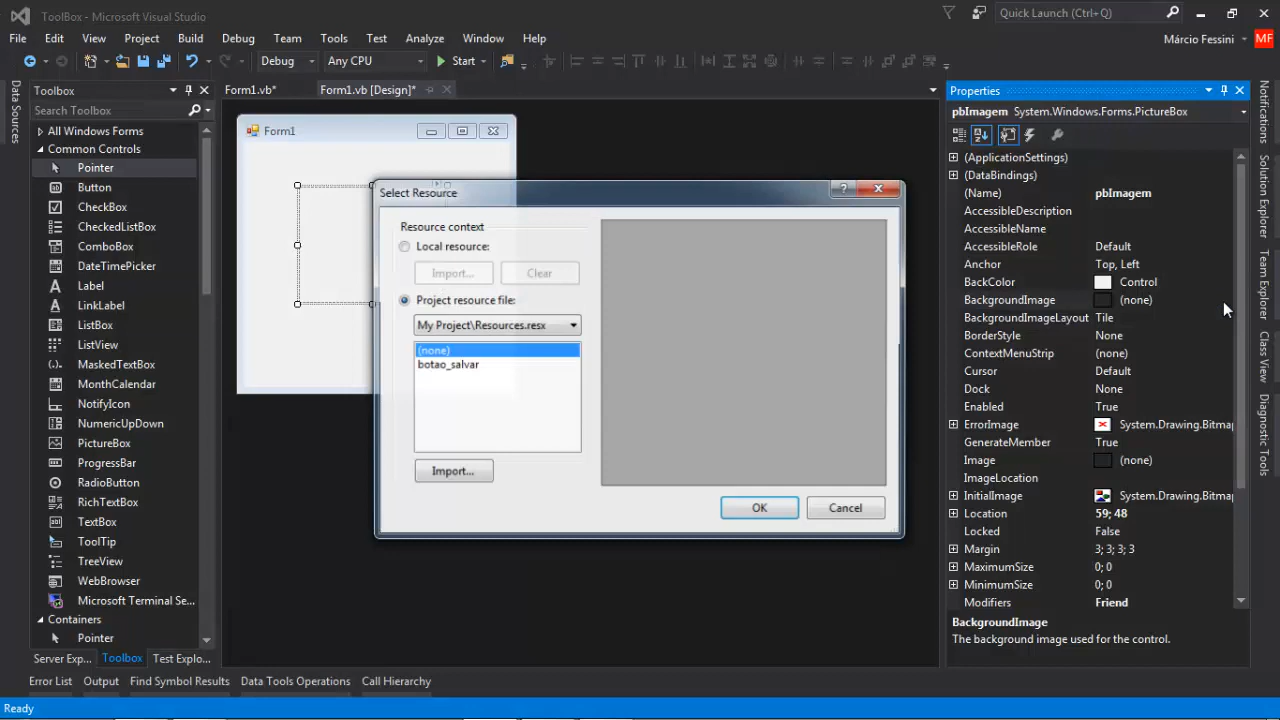 ToolBox - Microsoft Visual Studio
Quick Launch (Ctrl+Q)
File Edit View Project Build Debug Team Tools Test Analyze Window Help
Márcio Fessini MF
Debug Any CPU Start
Data Sources
Toolbox
Search Toolbox
All Windows Forms
Common Controls
Pointer
Button
CheckBox
CheckedListBox
ComboBox
DateTimePicker
Label
LinkLabel
ListBox
ListView
MaskedTextBox
MonthCalendar
NotifyIcon
NumericUpDown
PictureBox
ProgressBar
RadioButton
RichTextBox
TextBox
ToolTip
TreeView
WebBrowser
Microsoft Terminal Se...
Containers
Pointer
Server Exp... Toolbox Test Explo...
Form1.vb* Form1.vb [Design]*
Form1
Select Resource
Resource context
Local resource:
Import... Clear
Project resource file:
My Project\Resources.resx
(none)
botao_salvar
Import...
OK Cancel
Properties
pbImagem System.Windows.Forms.PictureBox
(ApplicationSettings)
(DataBindings)
(Name) pbImagem
AccessibleDescription
AccessibleName
AccessibleRole Default
Anchor Top, Left
BackColor Control
BackgroundImage (none)
BackgroundImageLayout Tile
BorderStyle None
ContextMenuStrip (none)
Cursor Default
Dock None
Enabled True
ErrorImage System.Drawing.Bitmap
GenerateMember True
Image (none)
ImageLocation
InitialImage System.Drawing.Bitmap
Location 59; 48
Locked False
Margin 3; 3; 3; 3
MaximumSize 0; 0
MinimumSize 0; 0
Modifiers Friend
BackgroundImage
The background image used for the control.
Notifications
Solution Explorer
Team Explorer
Class View
Diagnostic Tools
Error List Output Find Symbol Results Data Tools Operations Call Hierarchy
Ready